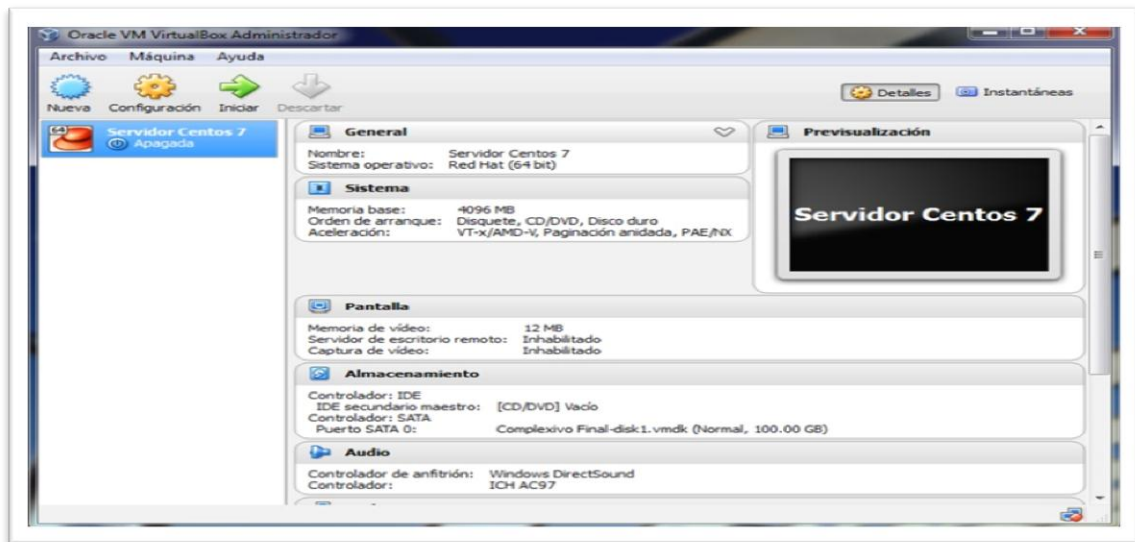 Oracle VM VirtualBox Administrador
Archivo Máquina Ayuda
Nueva Configuración Iniciar Descartar
Detalles Instantáneas
64
Servidor Centos 7
Apagada
General
Nombre: Servidor Centos 7
Sistema operativo: Red Hat (64 bit)
Sistema
Memoria base: 4096 MB
Orden de arranque: Disquete, CD/DVD, Disco duro
Aceleración: VT-x/AMD-V, Paginación anidada, PAE/NX
Previsualización
Servidor Centos 7
Pantalla
Memoria de vídeo: 12 MB
Servidor de escritorio remoto: Inhabilitado
Captura de vídeo: Inhabilitado
Almacenamiento
Controlador: IDE
IDE secundario maestro: [CD/DVD] Vacío
Controlador: SATA
Puerto SATA 0: Complexivo Final-disk1.vmdk (Normal, 100.00 GB)
Audio
Controlador de anfitrión: Windows DirectSound
Controlador: ICH AC97